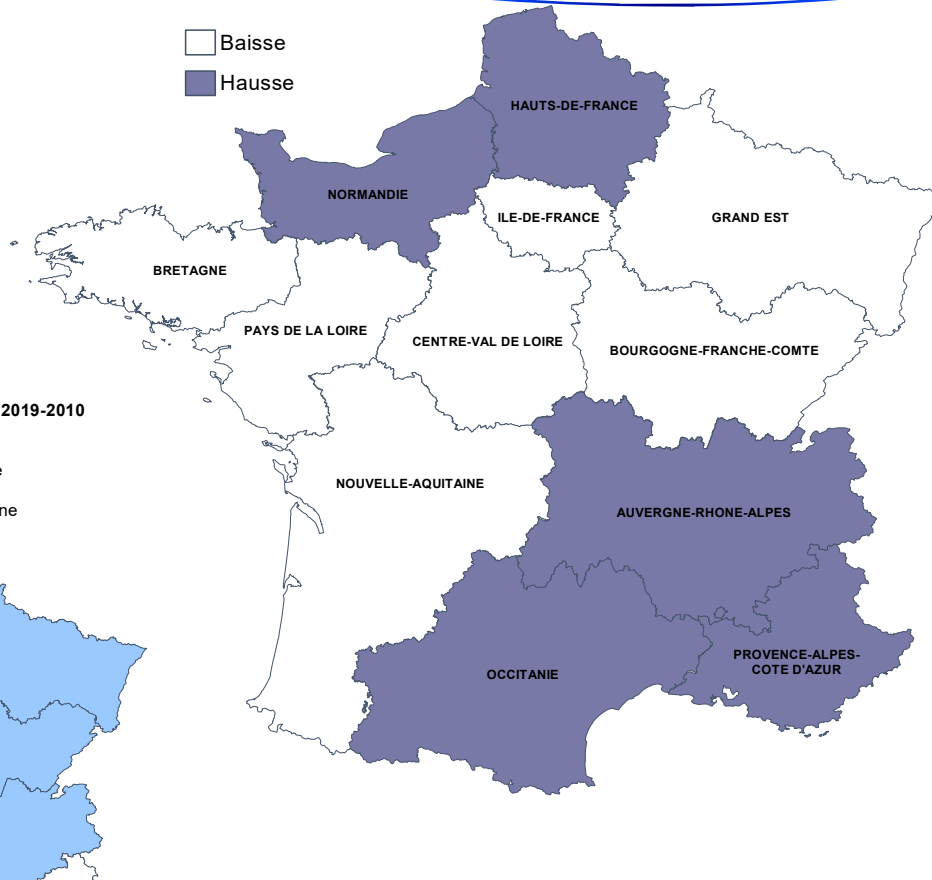 Baisse
Hausse
HAUTS-DE-FRANCE
NORMANDIE
ILE-DE-FRANCE
GRAND EST
BRETAGNE
PAYS DE LA LOIRE
CENTRE-VAL DE LOIRE
BOURGOGNE-FRANCHE-COMTE
2019-2010
NOUVELLE-AQUITAINE
AUVERGNE-RHONE-ALPES
PROVENCE-ALPES-
COTE D'AZUR
OCCITANIE